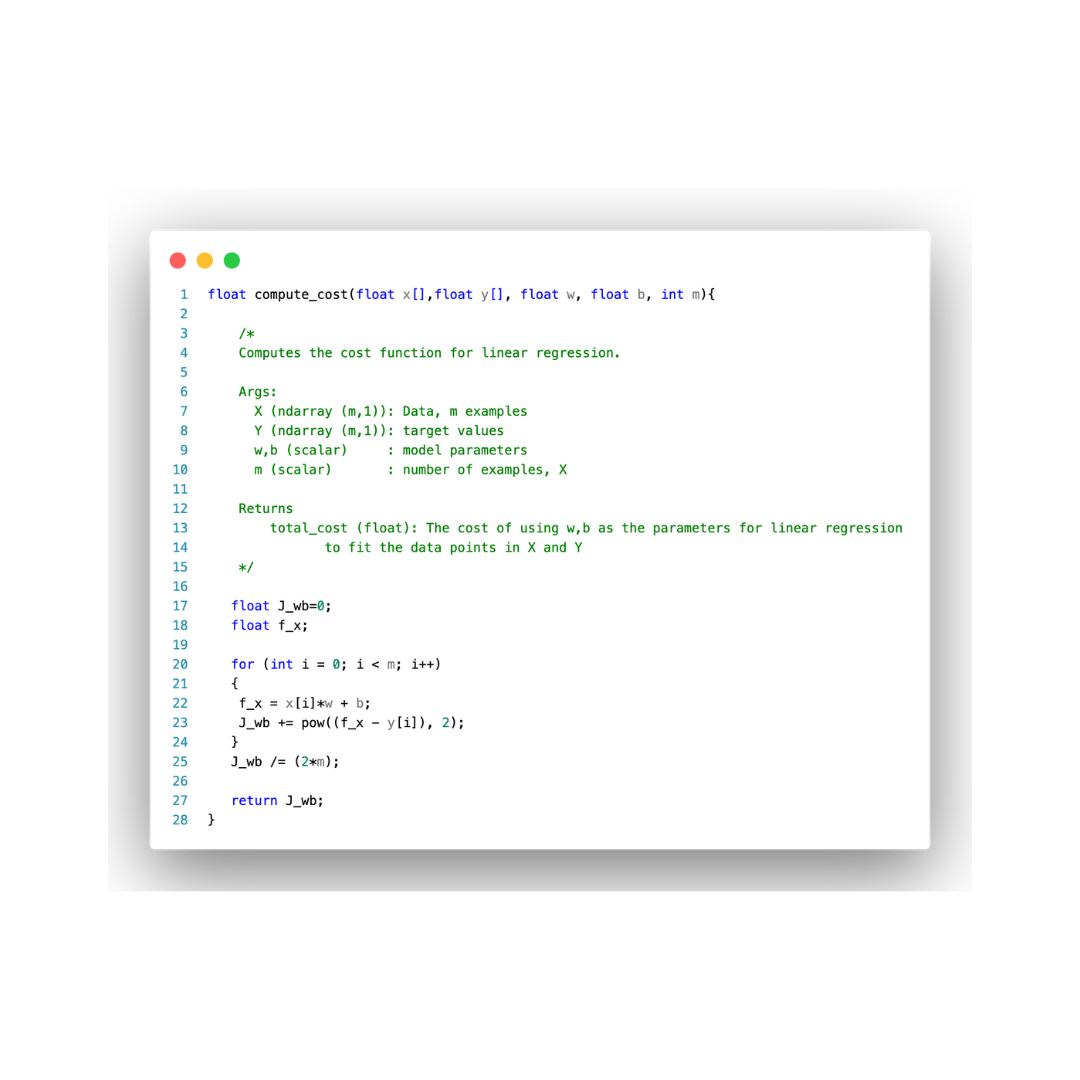 1 float compute_cost(float x[],float y[], float w, float b, int m){
2
3 /*
4 Computes the cost function for linear regression.
5
6 Args:
7 X (ndarray (m,1)): Data, m examples
8 Y (ndarray (m,1)): target values
9 w,b (scalar) : model parameters
10 m (scalar) : number of examples, X
11
12 Returns
13 total_cost (float): The cost of using w,b as the parameters for linear regression
14 to fit the data points in X and Y
15 */
16
17 float J_wb=0;
18 float f_x;
19
20 for (int i = 0; i < m; i++)
21 {
22 f_x = x[i]*w + b;
23 J_wb += pow((f_x − y[i]), 2);
24 }
25 J_wb /= (2*m);
26
27 return J_wb;
28 }